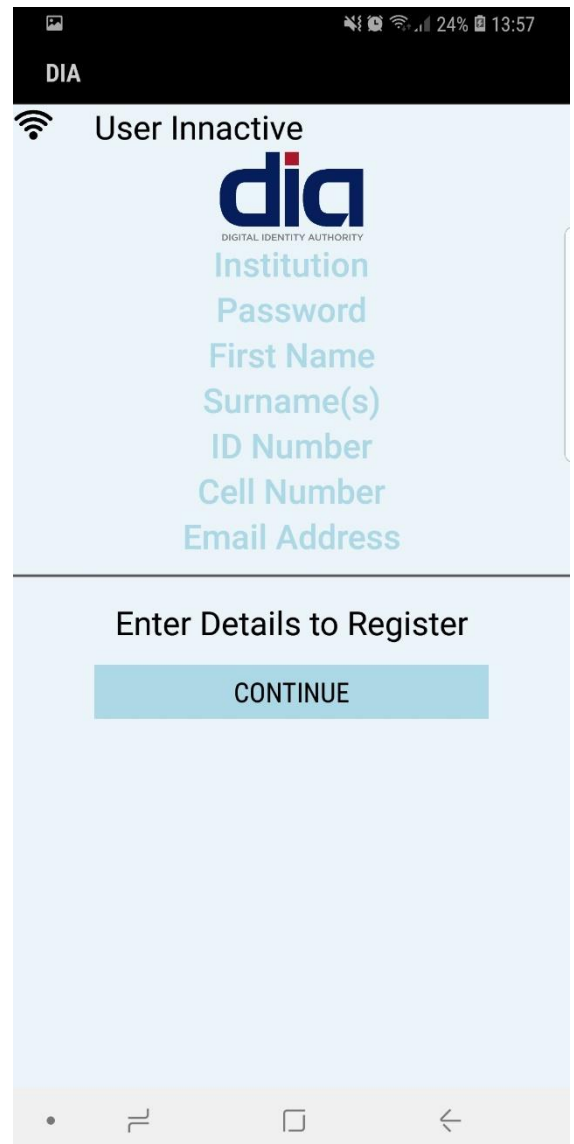 24% 13:57
DIA
User Innactive
dia
DIGITAL IDENTITY AUTHORITY
Institution
Password
First Name
Surname(s)
ID Number
Cell Number
Email Address
Enter Details to Register
CONTINUE